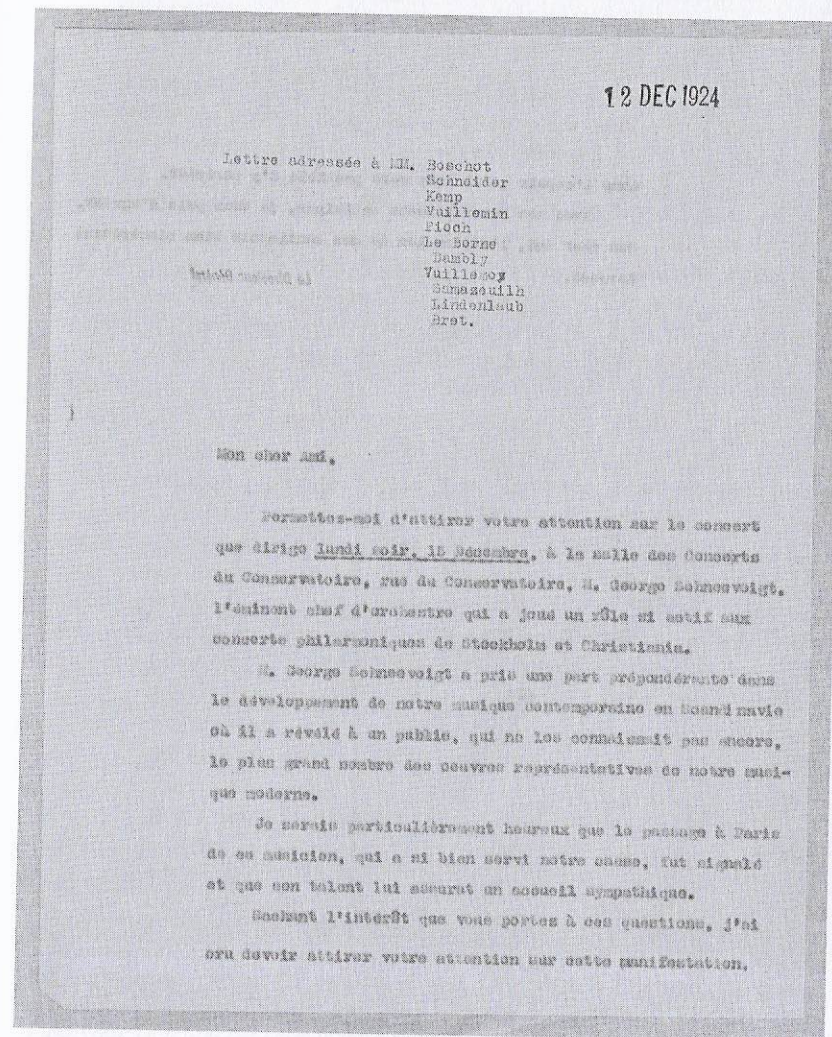 12 DEC 1924
Lettre adressée à MM. Boschot
Schneider
Kemp
Vuillemin
Pioch
Le Borne
Dambly
Vuillemoz
Samazeuilh
Lindenlaub
Bret.
Mon cher Ami,
Permettez-moi d'attirer votre attention sur le concert
que dirige lundi soir, 15 Décembre, à la salle des Concerts
du Conservatoire, rue du Conservatoire, M. George Schneevoigt,
l'éminent chef d'orchestre qui a joué un rôle si actif aux
concerts philarmoniques de Stockholm et Christiania.
M. George Schneevoigt a pris une part prépondérante dans
le développement de notre musique contemporaine en Scandinavie
où il a révélé à un public, qui ne les connaissait pas encore,
le plus grand nombre des oeuvres représentatives de notre musi-
que moderne.
Je serais particulièrement heureux que le passage à Paris
de ce musicien, qui a si bien servi notre cause, fut signalé
et que son talent lui assurat un accueil sympathique.
Sachant l'intérêt que vous portez à ces questions, j'ai
cru devoir attirer votre attention sur cette manifestation,